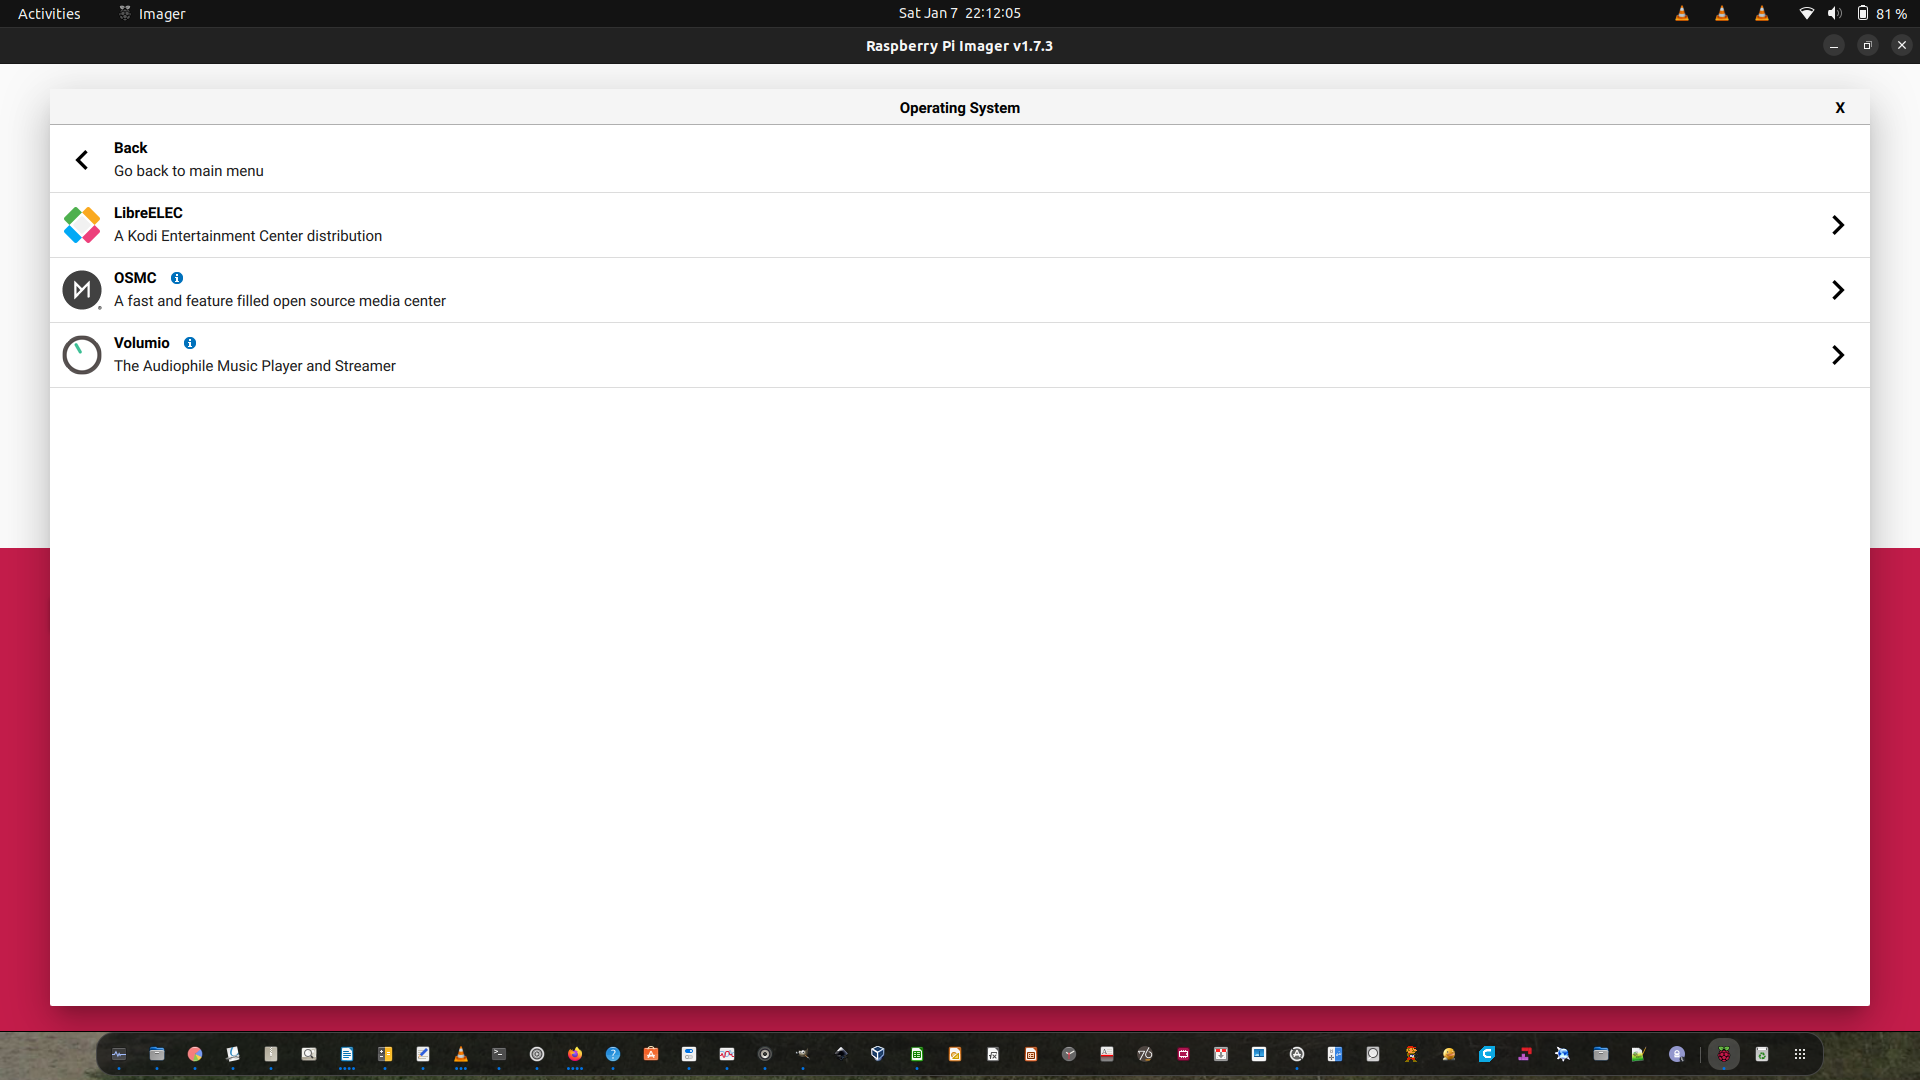 Activities
Imager
Sat Jan 7 22:12:05
81 %
Raspberry Pi Imager v1.7.3
Operating System
X
Back
Go back to main menu
LibreELEC
A Kodi Entertainment Center distribution
OSMC
A fast and feature filled open source media center
Volumio
The Audiophile Music Player and Streamer